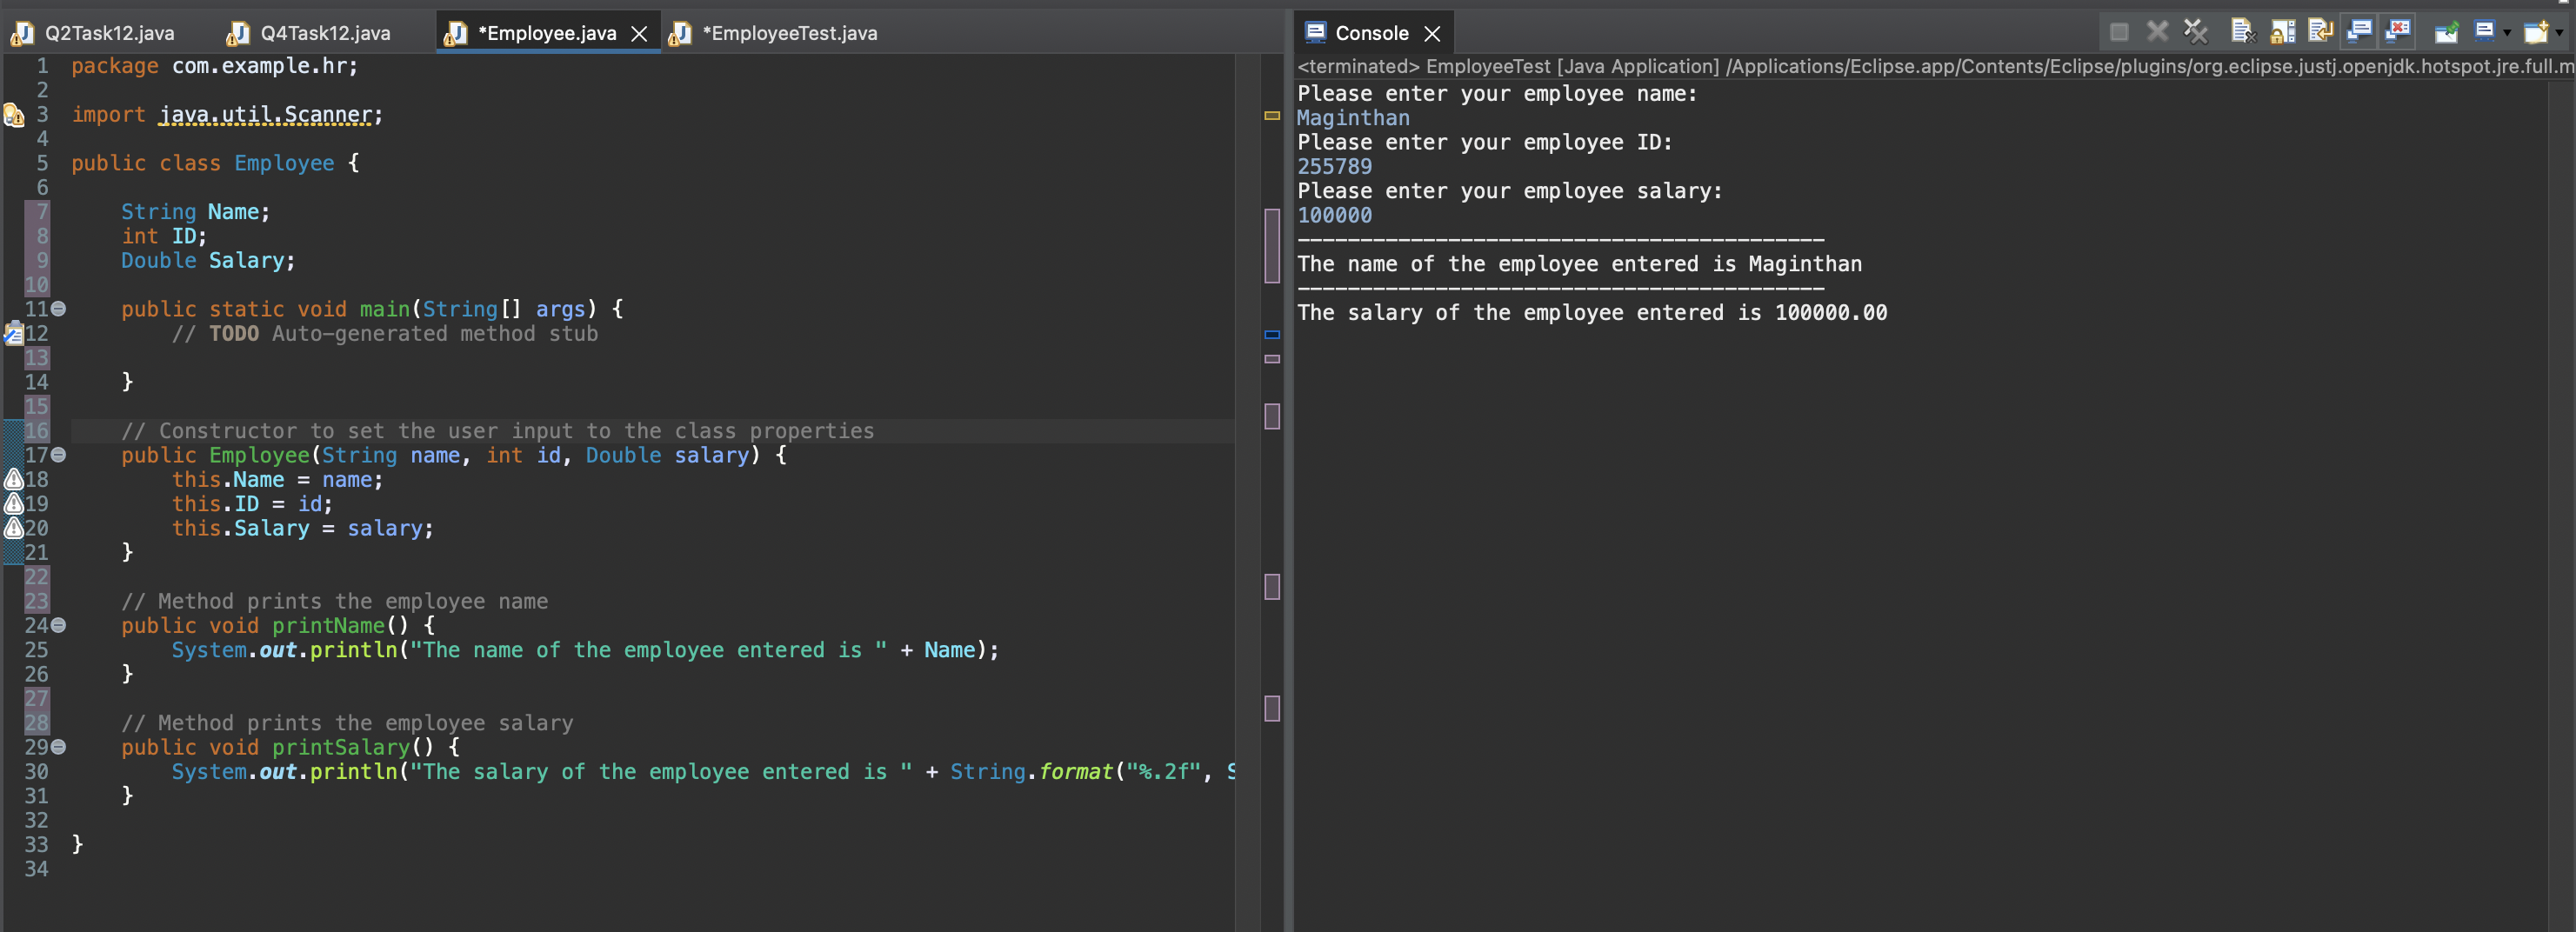 Q2Task12.java
Q4Task12.java
*Employee.java
*EmployeeTest.java
1 package com.example.hr;
2
3 import java.util.Scanner;
4
5 public class Employee {
6
7 String Name;
8 int ID;
9 Double Salary;
10
11 public static void main(String[] args) {
12 // TODO Auto-generated method stub
13
14 }
15
16 // Constructor to set the user input to the class properties
17 public Employee(String name, int id, Double salary) {
18 this.Name = name;
19 this.ID = id;
20 this.Salary = salary;
21 }
22
23 // Method prints the employee name
24 public void printName() {
25 System.out.println("The name of the employee entered is " + Name);
26 }
27
28 // Method prints the employee salary
29 public void printSalary() {
30 System.out.println("The salary of the employee entered is " + String.format("%.2f", S
31 }
32
33 }
34
Console
<terminated> EmployeeTest [Java Application] /Applications/Eclipse.app/Contents/Eclipse/plugins/org.eclipse.justj.openjdk.hotspot.jre.full.m
Please enter your employee name:
Maginthan
Please enter your employee ID:
255789
Please enter your employee salary:
100000
------------------------------------------
The name of the employee entered is Maginthan
------------------------------------------
The salary of the employee entered is 100000.00